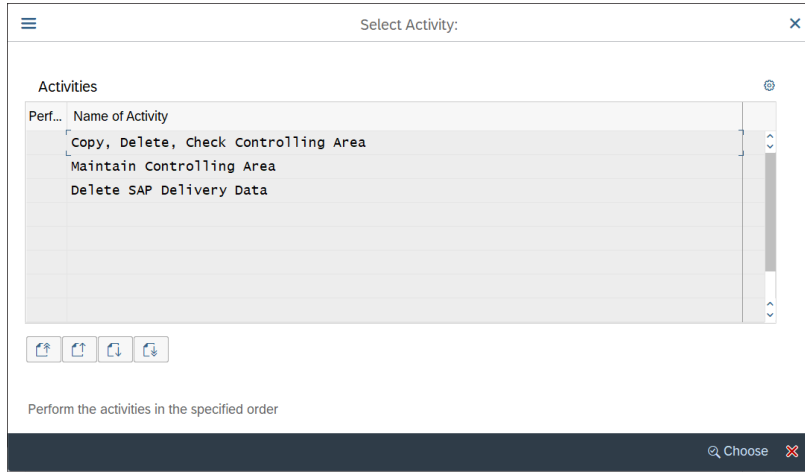 Select Activity:
Activities
Perf... Name of Activity
Copy, Delete, Check Controlling Area
Maintain Controlling Area
Delete SAP Delivery Data
Perform the activities in the specified order
Choose